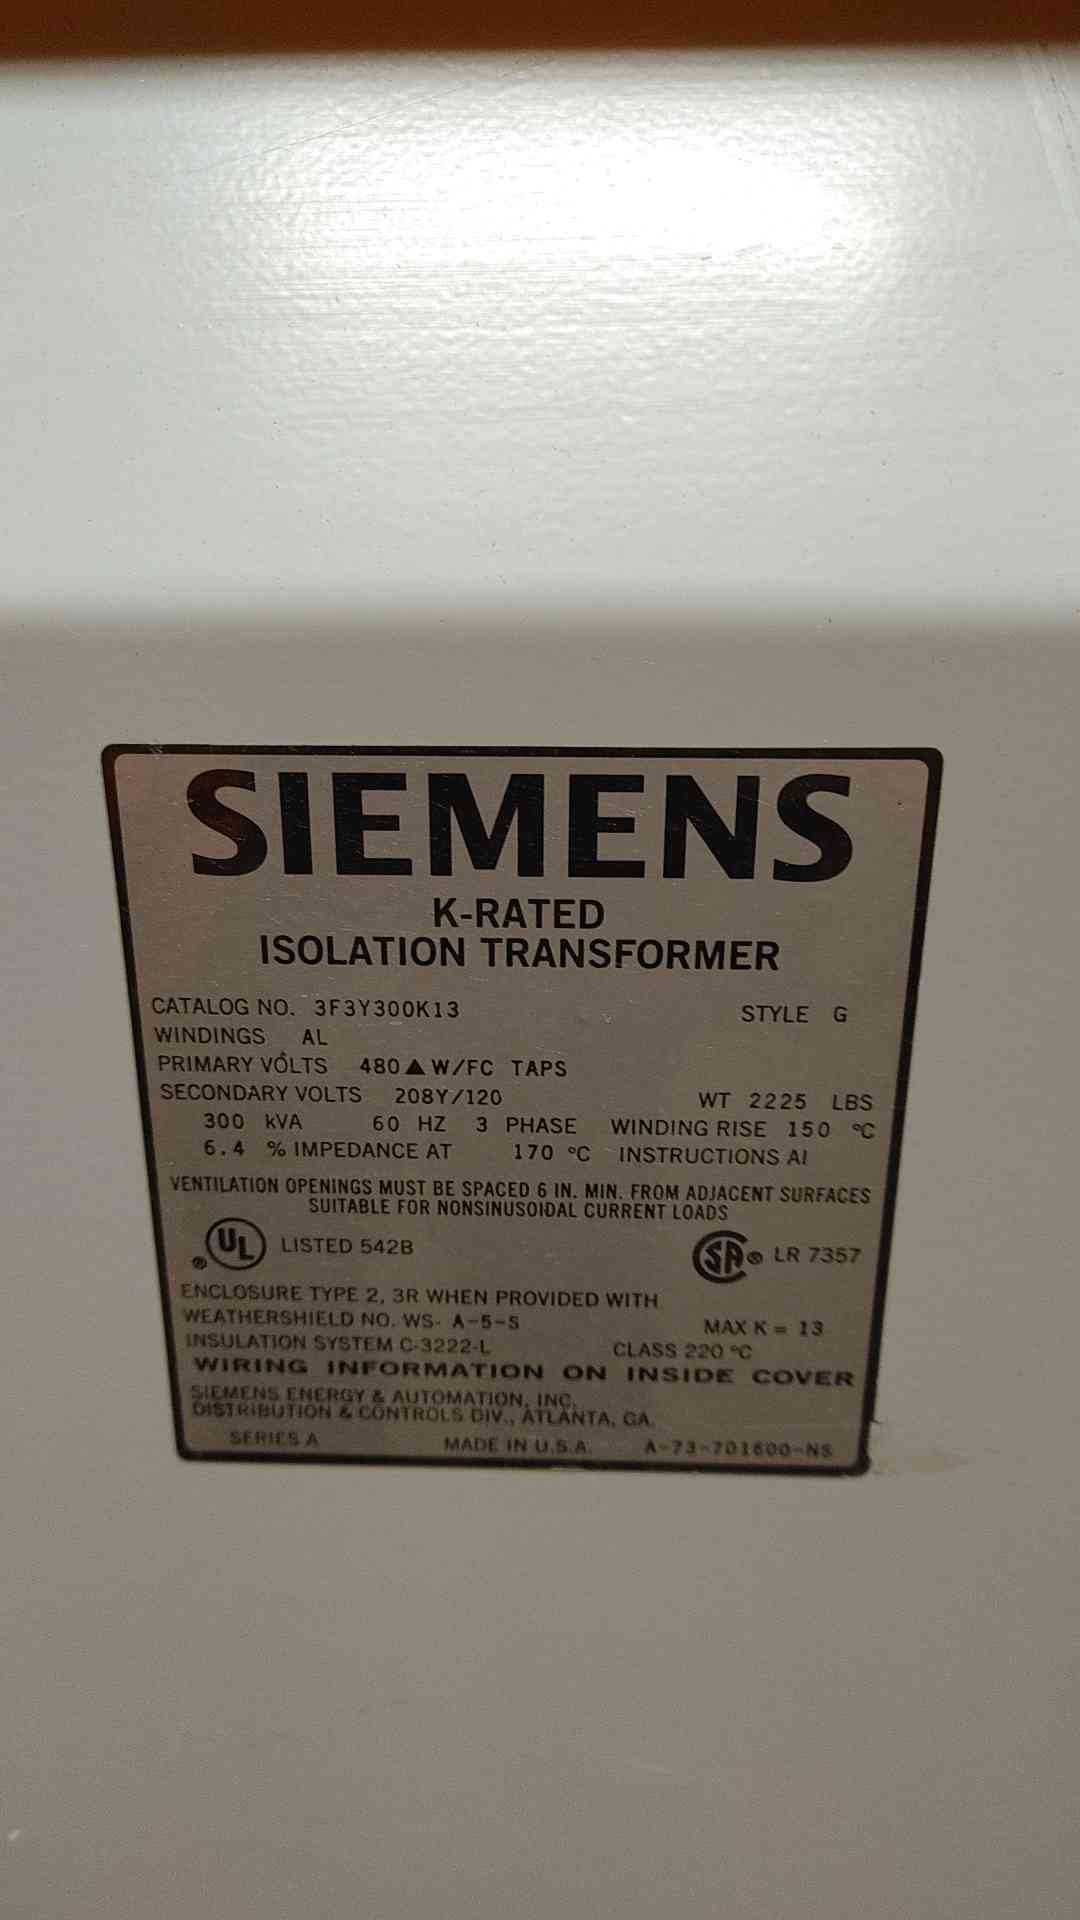 SIEMENS
K-RATED
ISOLATION TRANSFORMER
CATALOG NO. 3F3Y300K13 STYLE G
WINDINGS AL
PRIMARY VOLTS 480▲ W/FC TAPS
SECONDARY VOLTS 208Y/120 WT 2225 LBS
300 kVA 60 HZ 3 PHASE WINDING RISE 150 °C
6.4 % IMPEDANCE AT 170 °C INSTRUCTIONS AI
VENTILATION OPENINGS MUST BE SPACED 6 IN. MIN. FROM ADJACENT SURFACES
SUITABLE FOR NONSINUSOIDAL CURRENT LOADS
UL ® LISTED 542B SA ® LR 7357
ENCLOSURE TYPE 2, 3R WHEN PROVIDED WITH
WEATHERSHIELD NO. WS- A-5-S MAX K = 13
INSULATION SYSTEM C-3222-L CLASS 220 °C
WIRING INFORMATION ON INSIDE COVER
SIEMENS ENERGY & AUTOMATION, INC.
DISTRIBUTION & CONTROLS DIV., ATLANTA, GA.
SERIES A MADE IN U.S.A. A-73-701600-NS